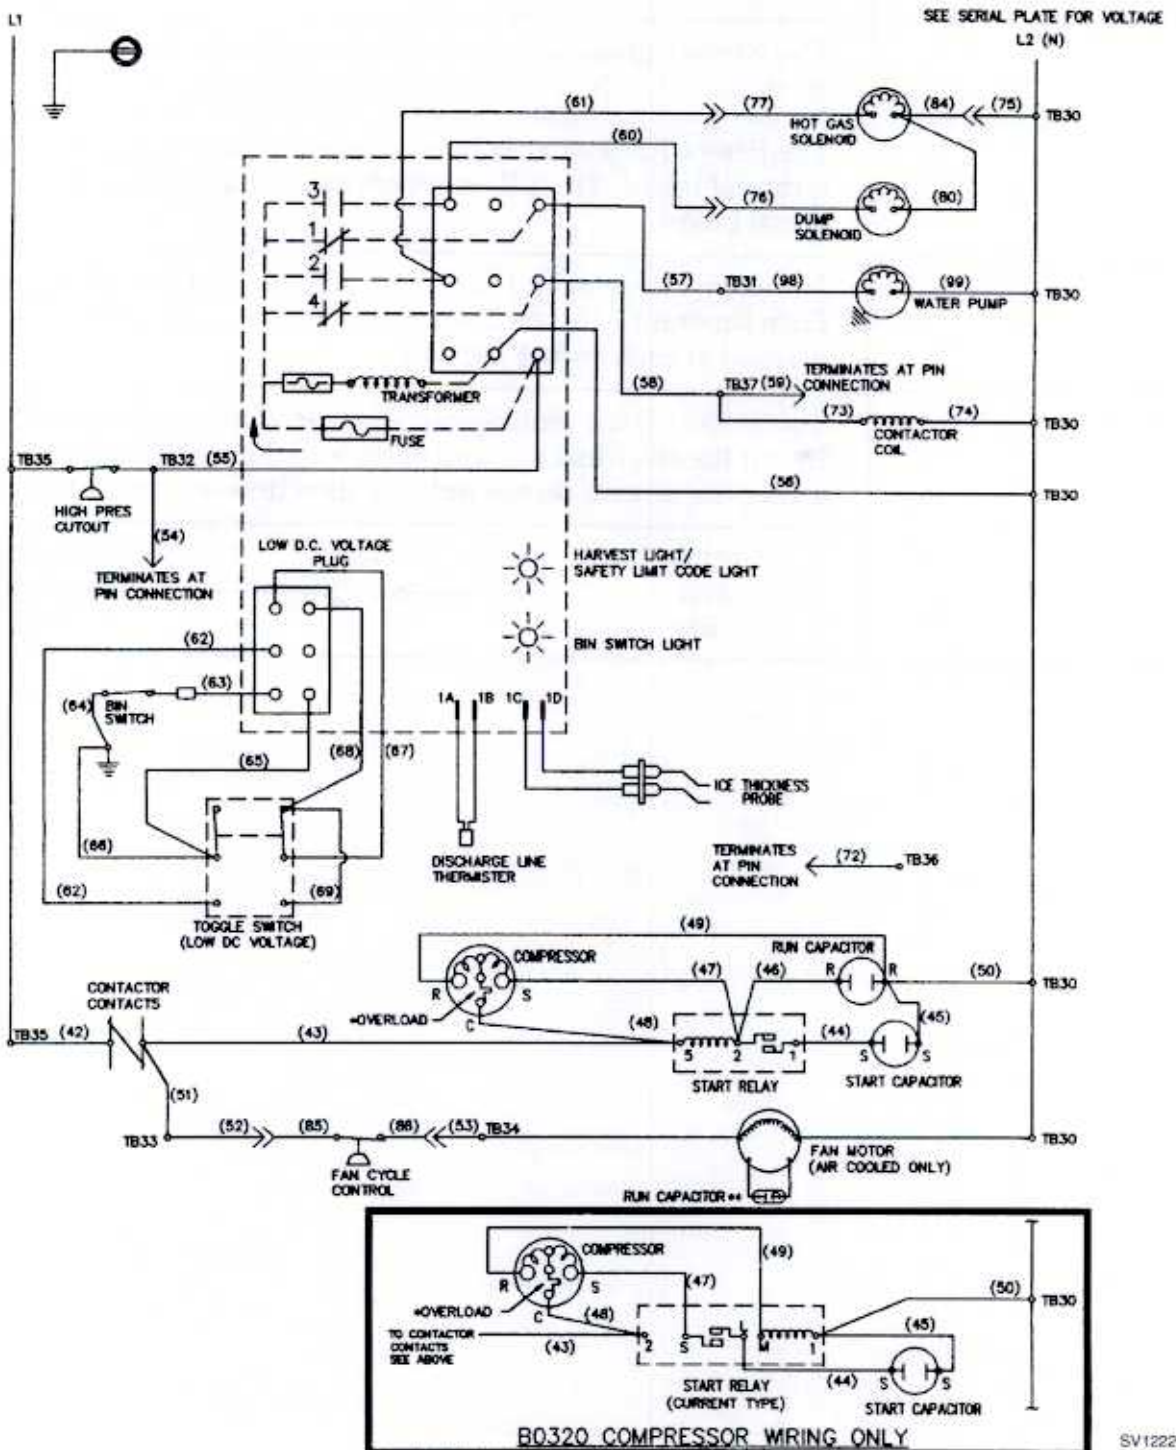 L1
SEE SERIAL PLATE FOR VOLTAGE
L2 (N)
(61)
(77)
(84)
(75)
TB30
HOT GAS
SOLENOID
(60)
(76)
(80)
DUMP
SOLENOID
3
1
2
4
(57)
TB31
(98)
(99)
WATER PUMP
TB30
TRANSFORMER
FUSE
(58)
TB37
(59)
TERMINATES AT PIN
CONNECTION
(73)
(74)
CONTACTOR
COIL
TB30
TB35
TB32
(55)
HIGH PRES
CUTOUT
(56)
TB30
(54)
TERMINATES AT
PIN CONNECTION
LOW D.C. VOLTAGE
PLUG
HARVEST LIGHT/
SAFETY LIMIT CODE LIGHT
BIN SWITCH LIGHT
(62)
(63)
(64)
BIN
SWITCH
1A
1B
1C
1D
(65)
(68)
(67)
ICE THICKNESS
PROBE
(66)
DISCHARGE LINE
THERMISTER
TERMINATES
AT PIN
CONNECTION
(72)
TB36
(62)
(69)
TOGGLE SWITCH
(LOW DC VOLTAGE)
(49)
COMPRESSOR
RUN CAPACITOR
R
S
(47)
(46)
R
R
(50)
TB30
CONTACTOR
CONTACTS
*OVERLOAD
C
(48)
(45)
TB35
(42)
(43)
5
2
1
(44)
S
S
START RELAY
START CAPACITOR
(51)
TB33
(52)
(85)
(86)
(53)
TB34
TB30
FAN CYCLE
CONTROL
FAN MOTOR
(AIR COOLED ONLY)
RUN CAPACITOR**
COMPRESSOR
(49)
R
S
(47)
(50)
TB30
*OVERLOAD
C
(48)
(45)
TO CONTACTOR
CONTACTS
SEE ABOVE
(43)
2
S
L
M
1
(44)
S
S
START RELAY
(CURRENT TYPE)
START CAPACITOR
B0320 COMPRESSOR WIRING ONLY
SV1222